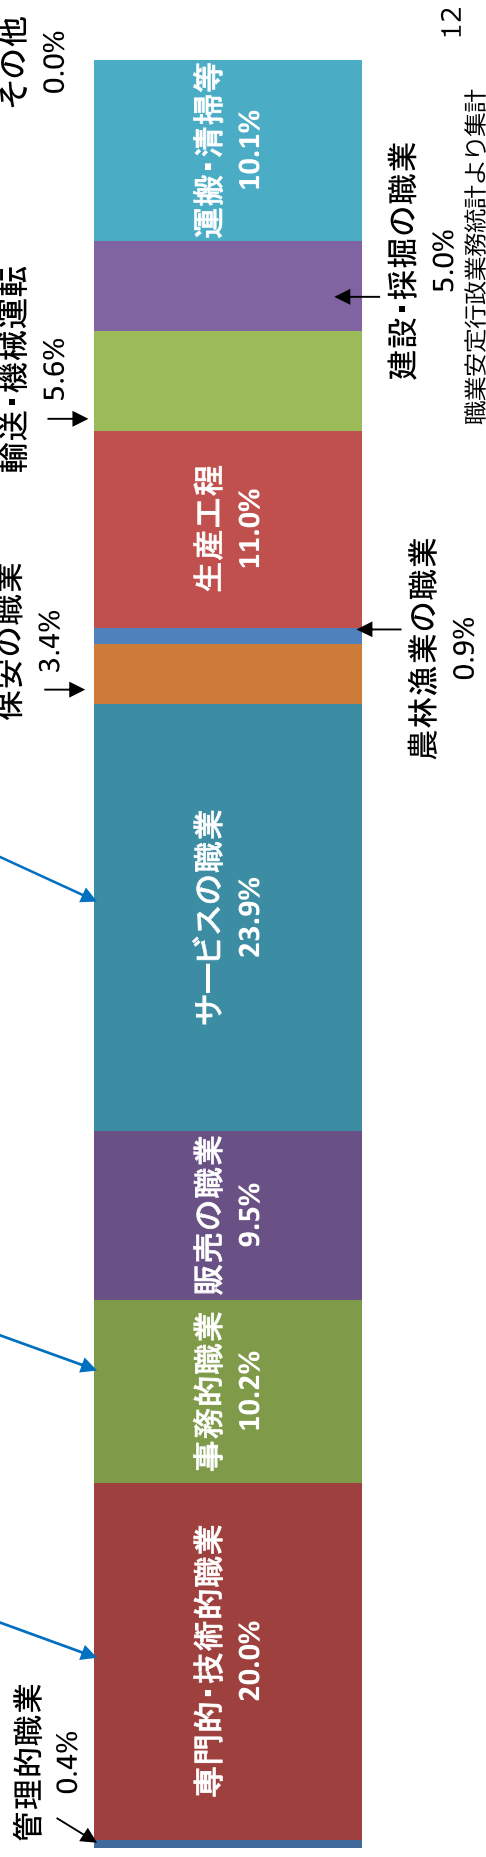 管理的職業
0.4%
専門的・技術的職業
20.0%
事務的職業
10.2%
販売の職業
9.5%
サービスの職業
23.9%
保安の職業
3.4%
農林漁業の職業
0.9%
生産工程
11.0%
輸送・機械運転
5.6%
建設・採掘の職業
5.0%
運搬・清掃等
10.1%
その他
0.0%
職業安定行政業務統計より集計
12